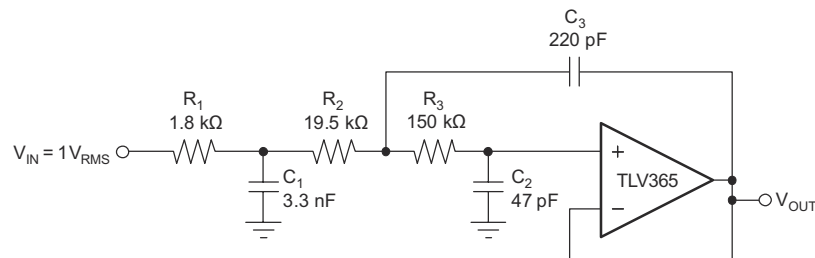 C3
220 pF
R1
1.8 kΩ
R2
19.5 kΩ
R3
150 kΩ
VIN = 1VRMS
C1
3.3 nF
C2
47 pF
+
TLV365
−
VOUT